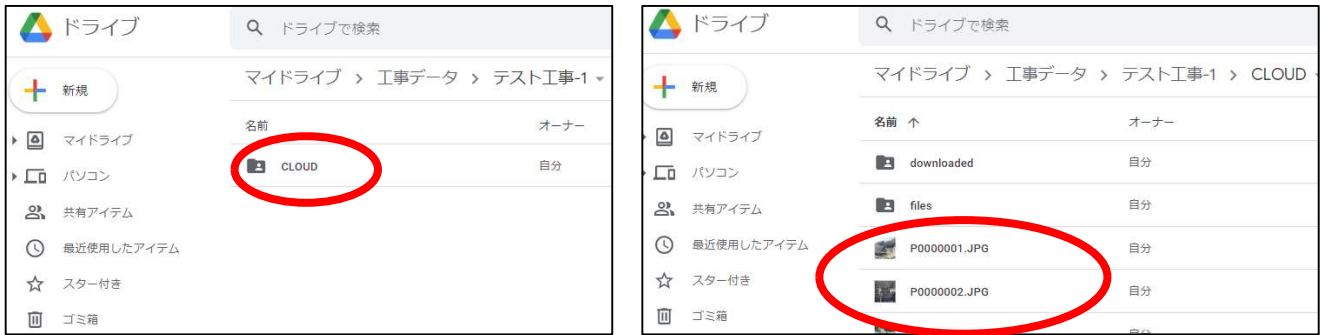 ドライブ
ドライブで検索
新規
マイドライブ > 工事データ > テスト工事-1
名前 オーナー
マイドライブ
CLOUD 自分
パソコン
共有アイテム
最近使用したアイテム
スター付き
ゴミ箱
ドライブ
ドライブで検索
新規
マイドライブ > 工事データ > テスト工事-1 > CLOUD
名前 ↑ オーナー
マイドライブ
downloaded 自分
パソコン
files 自分
共有アイテム
最近使用したアイテム
P0000001.JPG 自分
スター付き
P0000002.JPG 自分
ゴミ箱